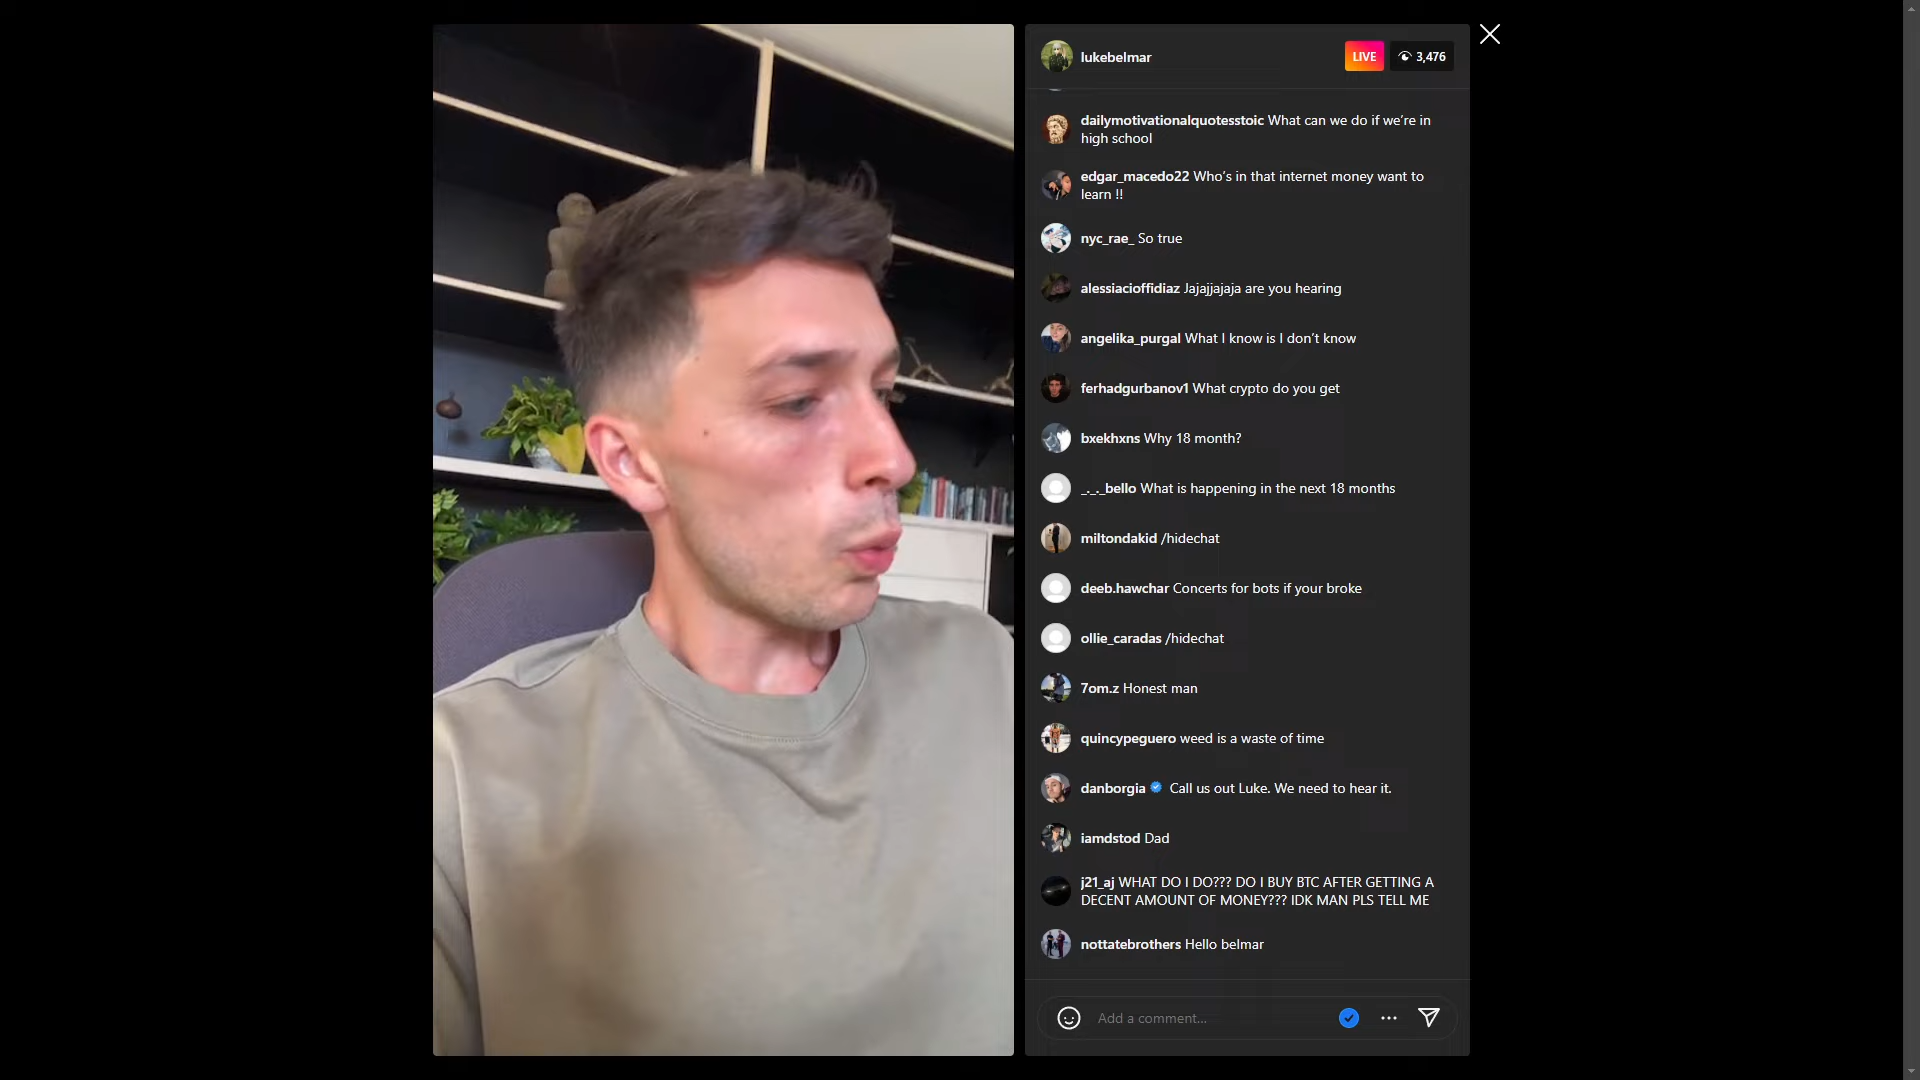 lukebelmar
LIVE
3,476
dailymotivationalquotesstoic What can we do if we’re in
high school
edgar_macedo22 Who’s in that internet money want to
learn !!
nyc_rae_ So true
alessiacioffidiaz Jajajjajaja are you hearing
angelika_purgal What I know is I don’t know
ferhadgurbanov1 What crypto do you get
bxekhxns Why 18 month?
_._._bello What is happening in the next 18 months
miltondakid /hidechat
deeb.hawchar Concerts for bots if your broke
ollie_caradas /hidechat
7om.z Honest man
quincypeguero weed is a waste of time
danborgia Call us out Luke. We need to hear it.
iamdstod Dad
j21_aj WHAT DO I DO??? DO I BUY BTC AFTER GETTING A
DECENT AMOUNT OF MONEY??? IDK MAN PLS TELL ME
nottatebrothers Hello belmar
Add a comment...